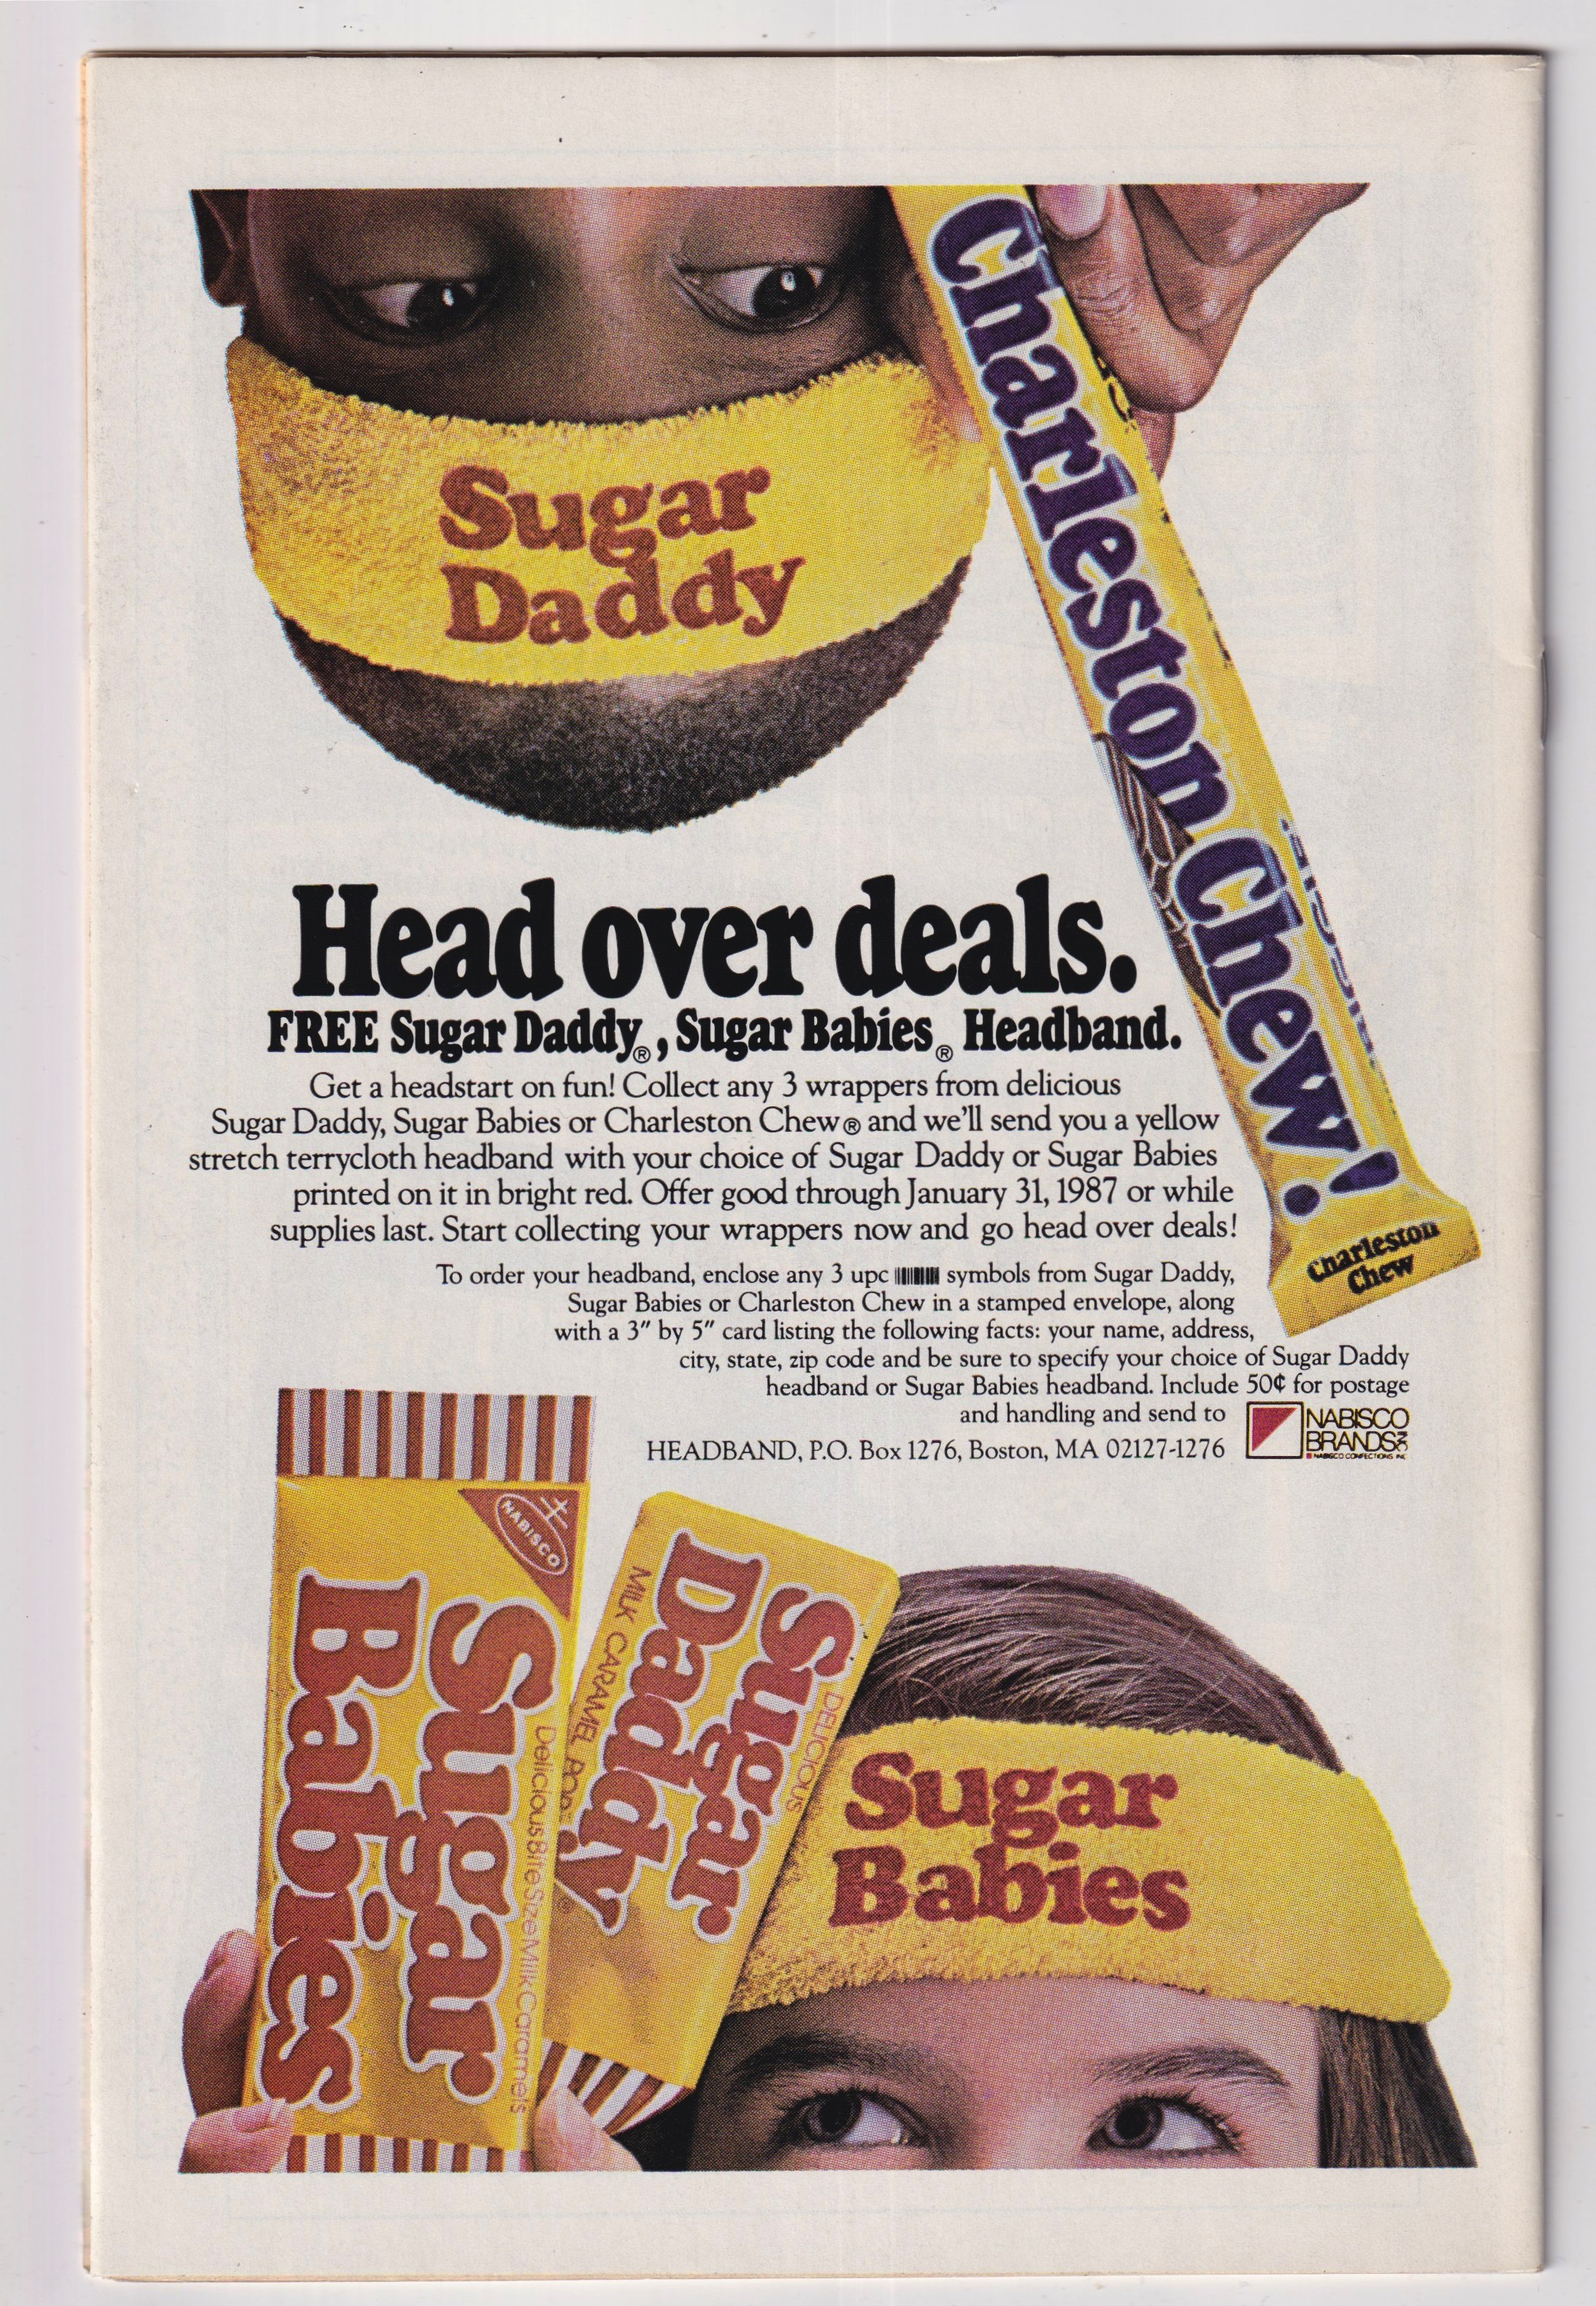 Charleston Chew!
Charleston
Chew
Sugar
Daddy
Head over deals.
FREE Sugar Daddy®, Sugar Babies® Headband.
Get a headstart on fun! Collect any 3 wrappers from delicious
Sugar Daddy, Sugar Babies or Charleston Chew® and we'll send you a yellow
stretch terrycloth headband with your choice of Sugar Daddy or Sugar Babies
printed on it in bright red. Offer good through January 31, 1987 or while
supplies last. Start collecting your wrappers now and go head over deals!
To order your headband, enclose any 3 upc symbols from Sugar Daddy,
Sugar Babies or Charleston Chew in a stamped envelope, along
with a 3″ by 5″ card listing the following facts: your name, address,
city, state, zip code and be sure to specify your choice of Sugar Daddy
headband or Sugar Babies headband. Include 50¢ for postage
and handling and send to
HEADBAND, P.O. Box 1276, Boston, MA 02127-1276
NABISCO
BRANDS INC
NABISCO CONFECTIONS INC
NABISCO
Sugar
Babies
Delicious Bite Size Milk Caramels
DELICIOUS
Sugar
Daddy
MILK CARAMEL
Sugar
Babies